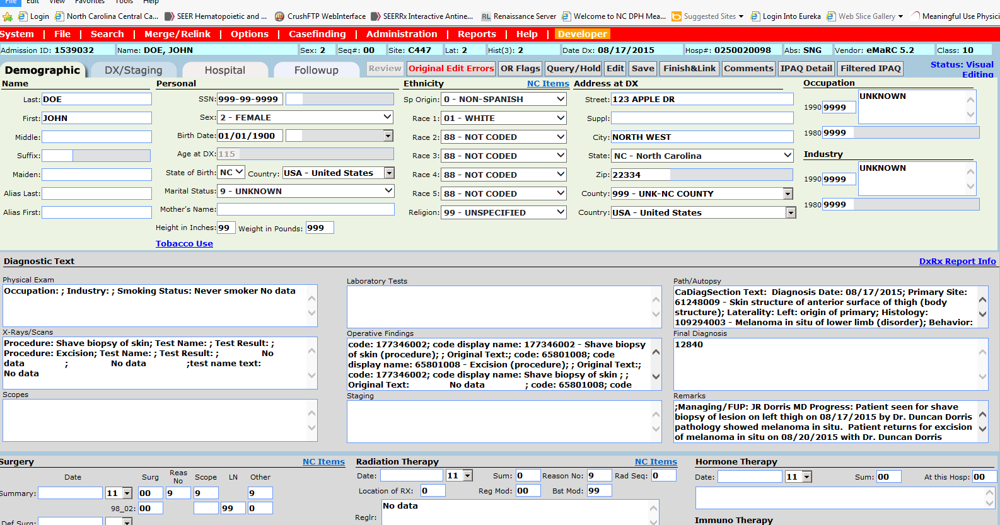 File Edit View Favorites Tools Help
Login North Carolina Central Ca... SEER Hematopoietic and ... CrushFTP WebInterface SEERRx Interactive Antine... RL Renaissance Server Welcome to NC DPH Mea... Suggested Sites Login Into Eureka Web Slice Gallery Meaningful Use Physici
System | File | Search | Merge/Relink | Options | Casefinding | Administration | Reports | Help | Developer
Admission ID: 1539032 Name: DOE, JOHN Sex: 2 Seq#: 00 Site: C447 Lat: 2 Hist(3): 2 Date Dx: 08/17/2015 Hosp#: 0250020098 Abs: SNG Vendor: eMaRC 5.2 Class: 10
Demographic DX/Staging Hospital Followup Review Original Edit Errors OR Flags Query/Hold Edit Save Finish&Link Comments IPAQ Detail Filtered IPAQ Status: Visual
Editing
Name
Last: DOE
First: JOHN
Middle:
Suffix:
Maiden:
Alias Last:
Alias First:
Personal
SSN: 999-99-9999
Sex: 2 - FEMALE
Birth Date: 01/01/1900
Age at DX: 115
State of Birth: NC Country: USA - United States
Marital Status: 9 - UNKNOWN
Mother's Name:
Height in Inches: 99 Weight in Pounds: 999
Tobacco Use
Ethnicity NC Items
Sp Origin: 0 - NON-SPANISH
Race 1: 01 - WHITE
Race 2: 88 - NOT CODED
Race 3: 88 - NOT CODED
Race 4: 88 - NOT CODED
Race 5: 88 - NOT CODED
Religion: 99 - UNSPECIFIED
Address at DX
Street: 123 APPLE DR
Suppl:
City: NORTH WEST
State: NC - North Carolina
Zip: 22334
County: 999 - UNK-NC COUNTY
Country: USA - United States
Occupation
1990 9999 UNKNOWN
1980 9999
Industry
1990 9999 UNKNOWN
1980 9999
Diagnostic Text DxRx Report Info
Physical Exam
Occupation: ; Industry: ; Smoking Status: Never smoker No data
X-Rays/Scans
Procedure: Shave biopsy of skin; Test Name: ; Test Result: ;
Procedure: Excision; Test Name: ; Test Result: ; No
data ; No data ;test name text:
No data
Scopes
Laboratory Tests
Operative Findings
code: 177346002; code display name: 177346002 - Shave biopsy
of skin (procedure); ; Original Text:; code: 65801008; code
display name: 65801008 - Excision (procedure); ; Original Text:;
code: 177346002; code display name: Shave biopsy of skin ; ;
Original Text: No data ; code: 65801008; code
Staging
Path/Autopsy
CaDiagSection Text: Diagnosis Date: 08/17/2015; Primary Site:
61248009 - Skin structure of anterior surface of thigh (body
structure); Laterality: Left: origin of primary; Histology:
109294003 - Melanoma in situ of lower limb (disorder); Behavior:
Final Diagnosis
12840
Remarks
;Managing/FUP: JR Dorris MD Progress: Patient seen for shave
biopsy of lesion on left thigh on 08/17/2015 by Dr. Duncan Dorris
pathology showed melanoma in situ. Patient returns for excision
of melanoma in situ on 08/20/2015 with Dr. Duncan Dorris
Surgery NC Items
Date Surg Reas No Scope LN Other
Summary: 11 00 9 9 9
98_02: 00 99 0
Def Surg:
Radiation Therapy NC Items
Date: 11 Sum: 0 Reason No: 9 Rad Seq: 0
Location of RX: 0 Reg Mod: 00 Bst Mod: 99
Reglr: No data
Hormone Therapy
Date: 11 Sum: 00 At this Hosp: 00
Immuno Therapy